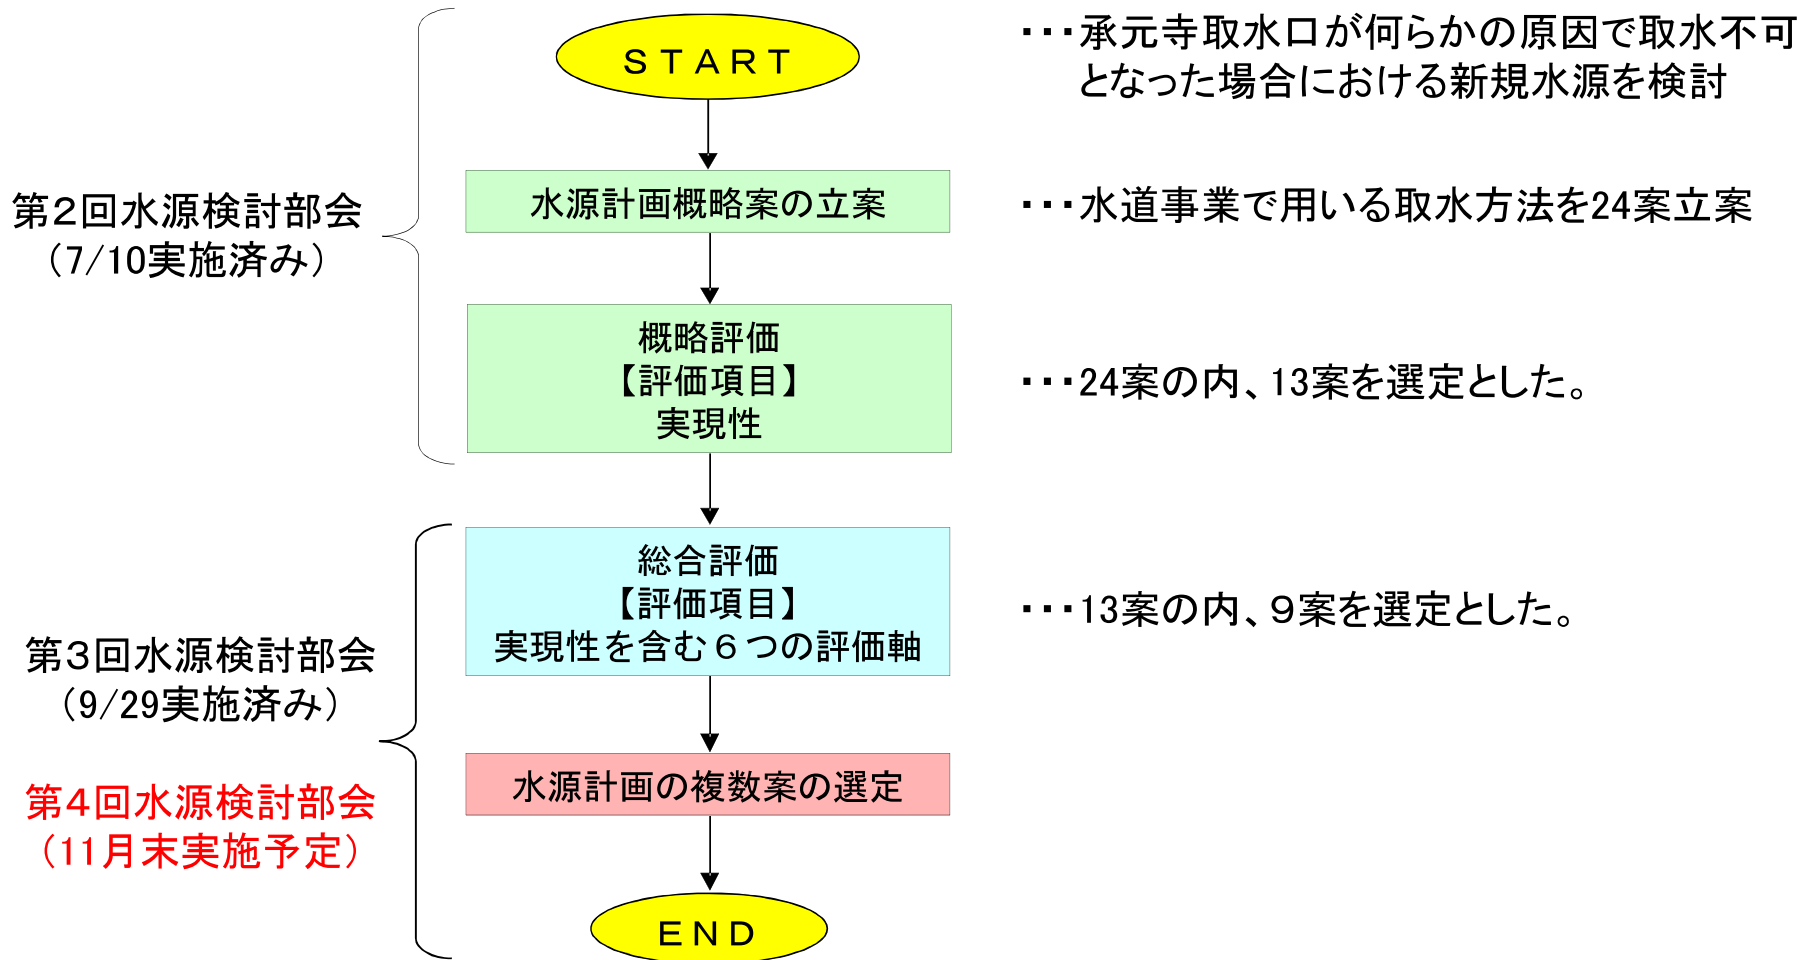 ＳＴＡＲＴ
・・・承元寺取水口が何らかの原因で取水不可
となった場合における新規水源を検討
第２回水源検討部会
（7/10実施済み）
水源計画概略案の立案
・・・水道事業で用いる取水方法を24案立案
概略評価
【評価項目】
実現性
・・・24案の内、13案を選定とした。
総合評価
【評価項目】
実現性を含む６つの評価軸
・・・13案の内、９案を選定とした。
第３回水源検討部会
（9/29実施済み）
水源計画の複数案の選定
第４回水源検討部会
（11月末実施予定）
ＥＮＤ